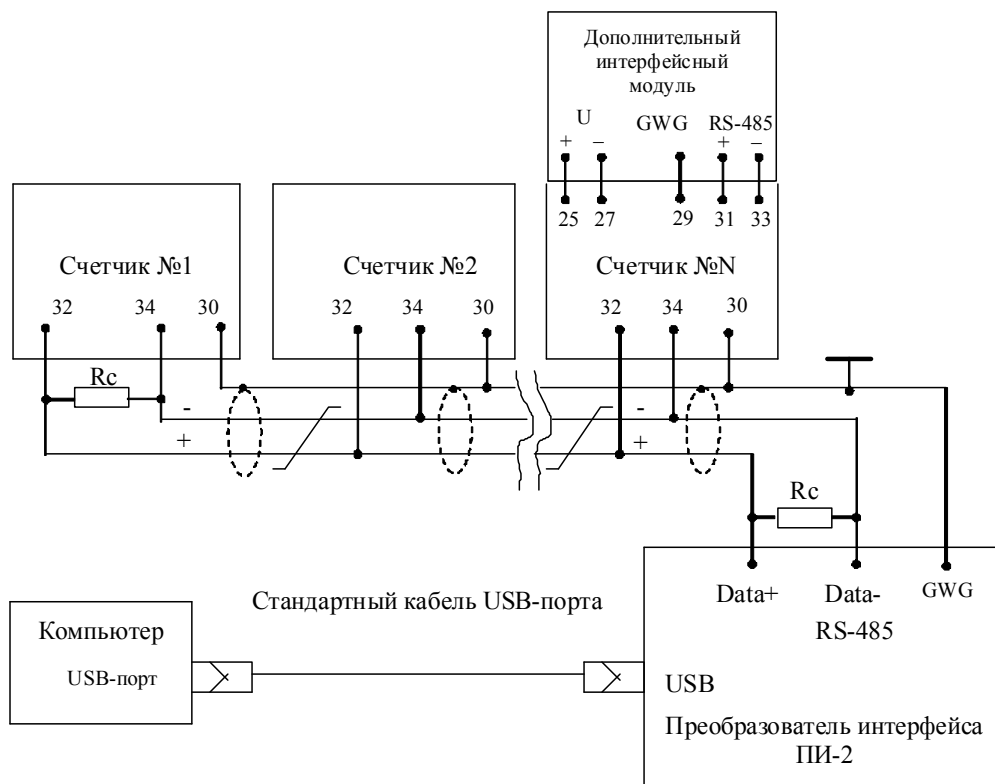 Дополнительный
интерфейсный
модуль
U GWG RS-485
+ – + –
25 27 29 31 33
Счетчик №1 Счетчик №2 Счетчик №N
32 34 30 32 34 30 32 34 30
Rc
- -
+ +
Rc
Data+ Data- GWG
RS-485
Стандартный кабель USB-порта
Компьютер
USB-порт
USB
Преобразователь интерфейса
ПИ-2